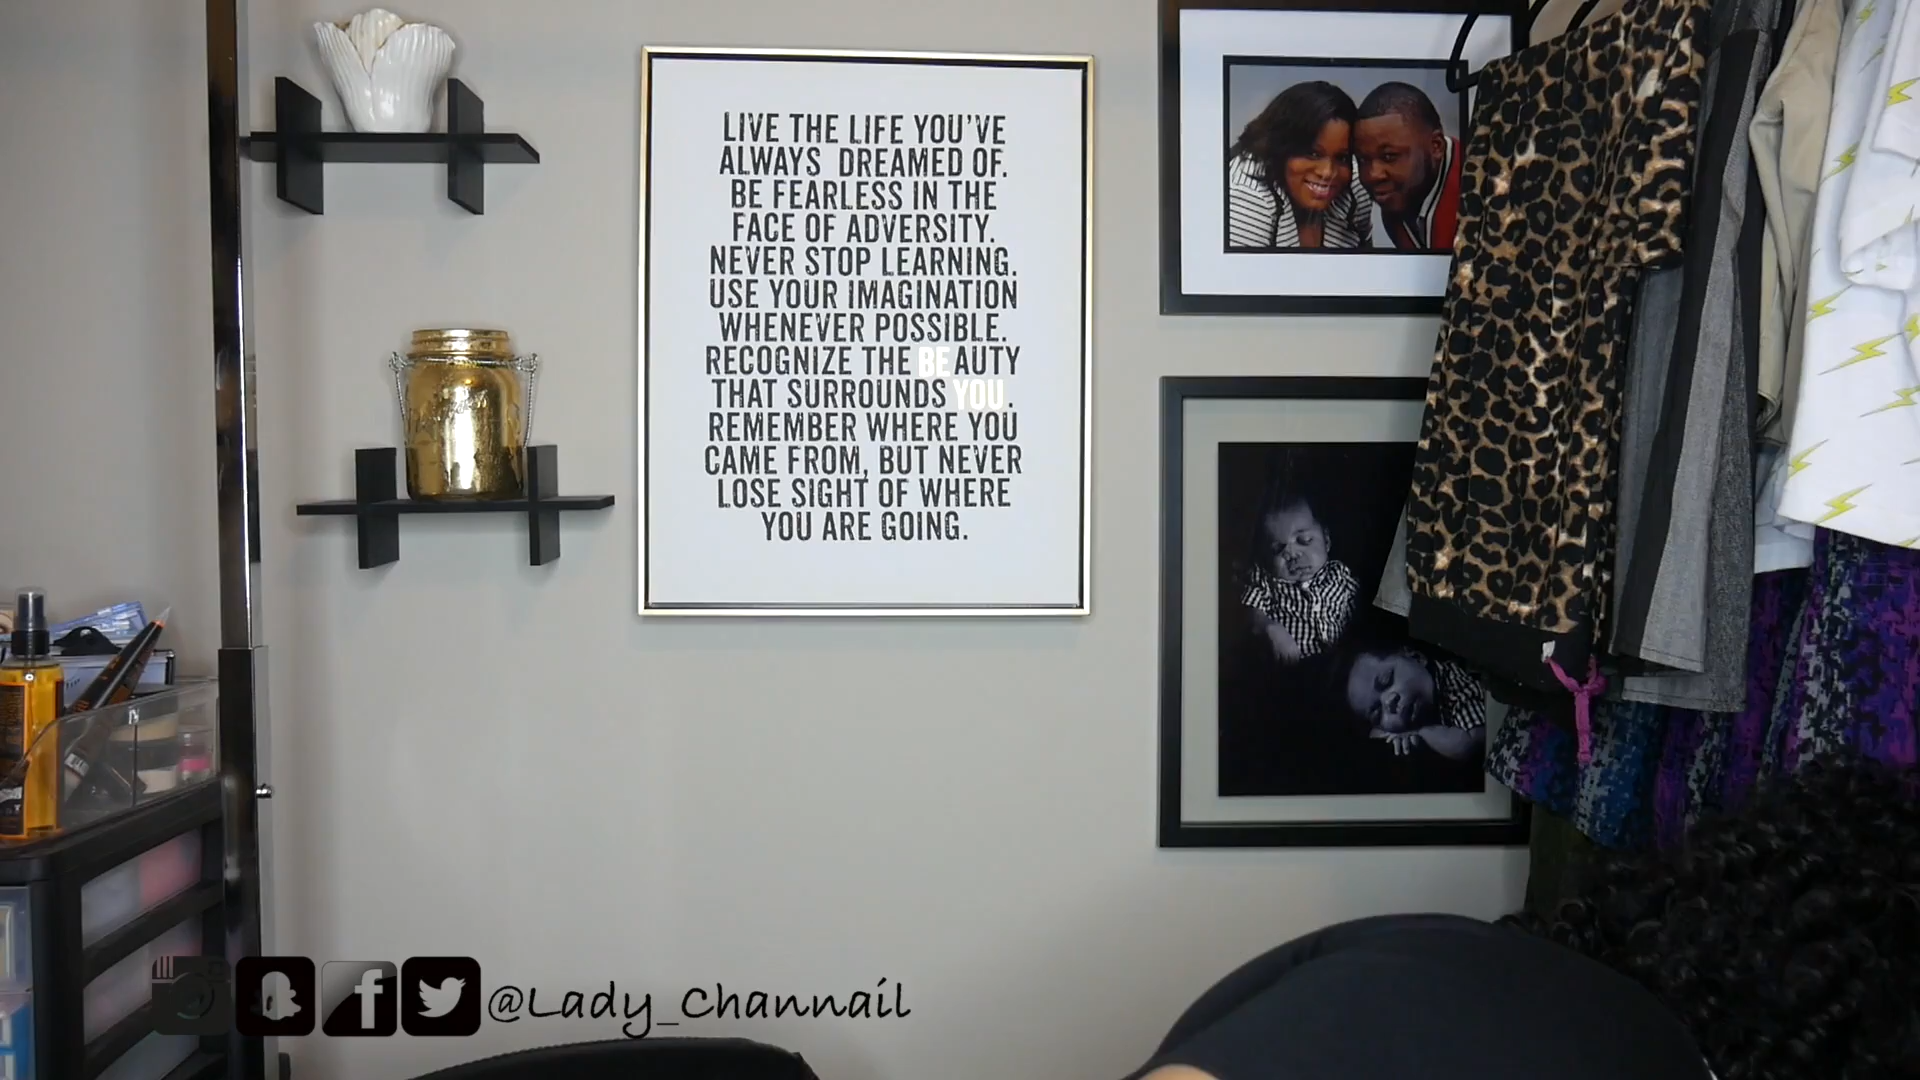 LIVE THE LIFE YOU'VE
ALWAYS DREAMED OF.
BE FEARLESS IN THE
FACE OF ADVERSITY.
NEVER STOP LEARNING.
USE YOUR IMAGINATION
WHENEVER POSSIBLE.
RECOGNIZE THE BEAUTY
THAT SURROUNDS YOU.
REMEMBER WHERE YOU
CAME FROM, BUT NEVER
LOSE SIGHT OF WHERE
YOU ARE GOING.
@Lady_Channail